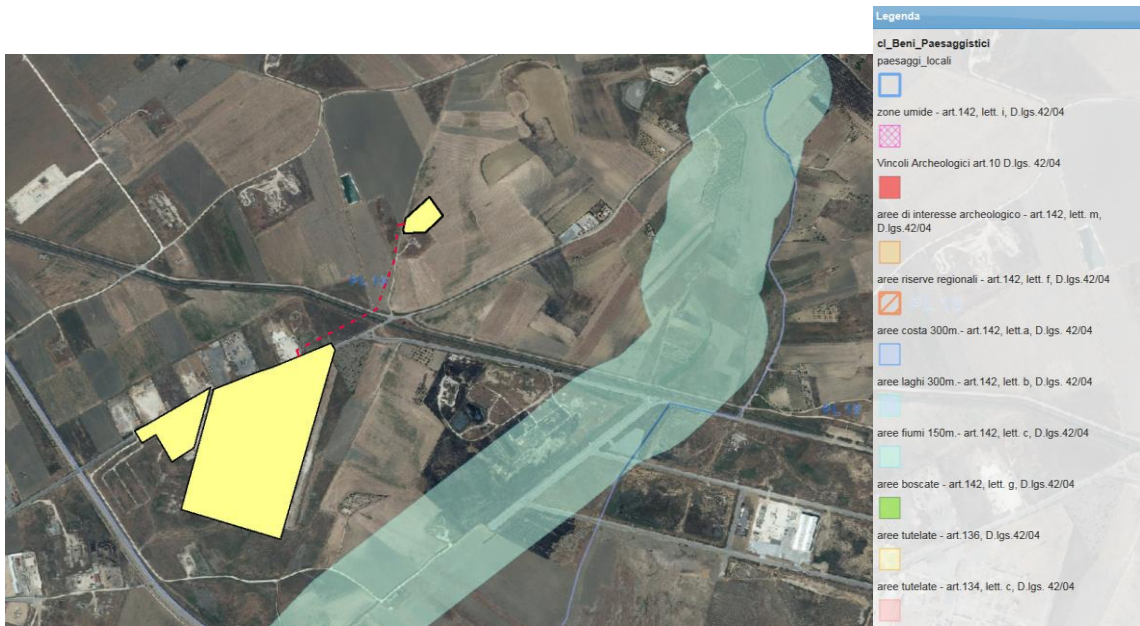 Legenda
cl_Beni_Paesaggistici
paesaggi_locali
zone umide - art.142, lett. i, D.lgs.42/04
Vincoli Archeologici art.10 D.lgs. 42/04
aree di interesse archeologico - art.142, lett. m,
D.lgs.42/04
aree riserve regionali - art.142, lett. f, D.lgs.42/04
aree costa 300m.- art.142, lett.a, D.lgs. 42/04
aree laghi 300m.- art.142, lett. b, D.lgs. 42/04
aree fiumi 150m.- art.142, lett. c, D.lgs.42/04
aree boscate - art.142, lett. g, D.lgs.42/04
aree tutelate - art.136, D.lgs.42/04
aree tutelate - art.134, lett. c, D.lgs. 42/04